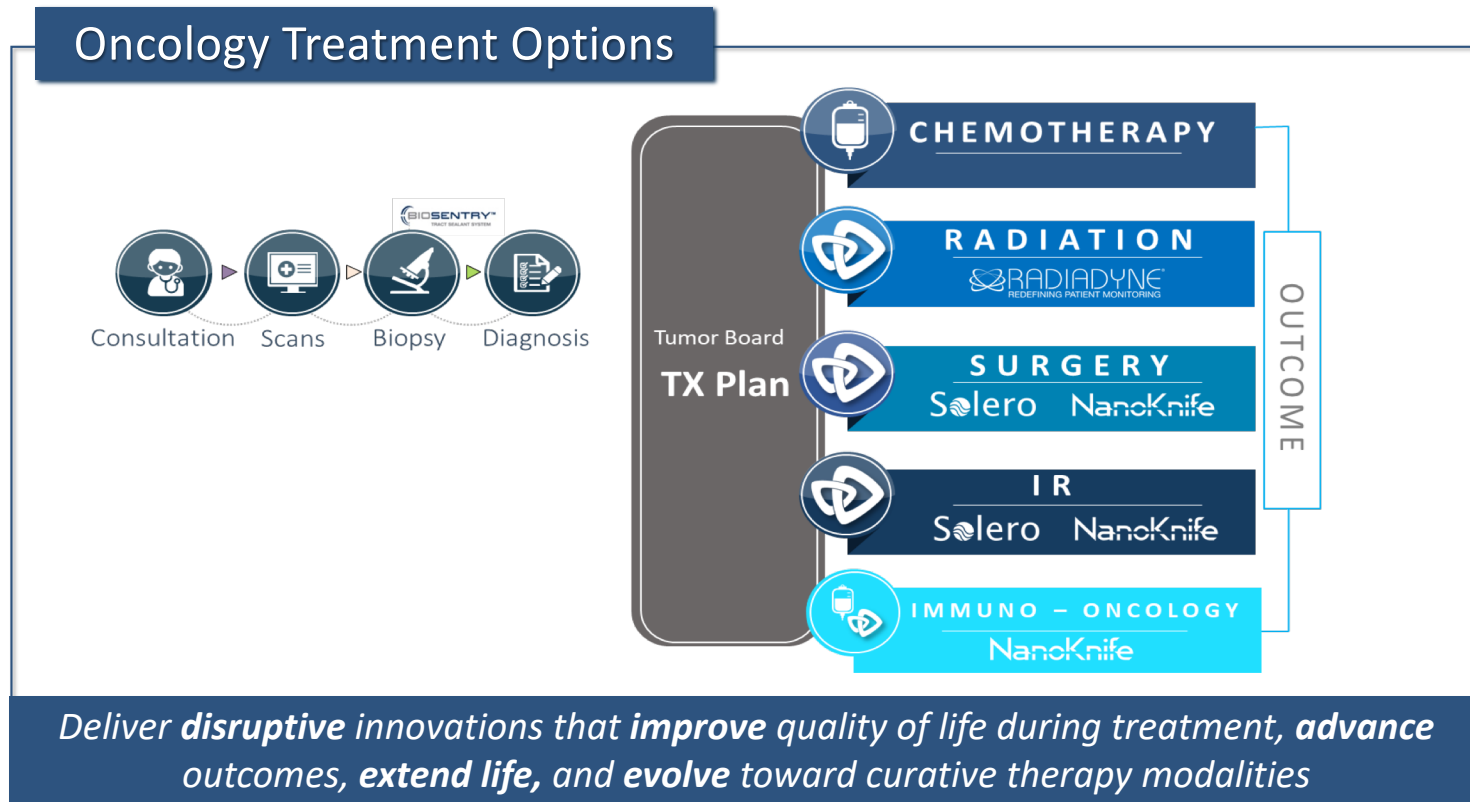 Oncology Treatment Options
BIOSENTRY™
TRACT SEALANT SYSTEM
Consultation
Scans
Biopsy
Diagnosis
Tumor Board
TX Plan
CHEMOTHERAPY
RADIATION
RADIADYNE
REDEFINING PATIENT MONITORING
SURGERY
Solero NanoKnife
IR
Solero NanoKnife
IMMUNO – ONCOLOGY
NanoKnife
OUTCOME
Deliver disruptive innovations that improve quality of life during treatment, advance
outcomes, extend life, and evolve toward curative therapy modalities